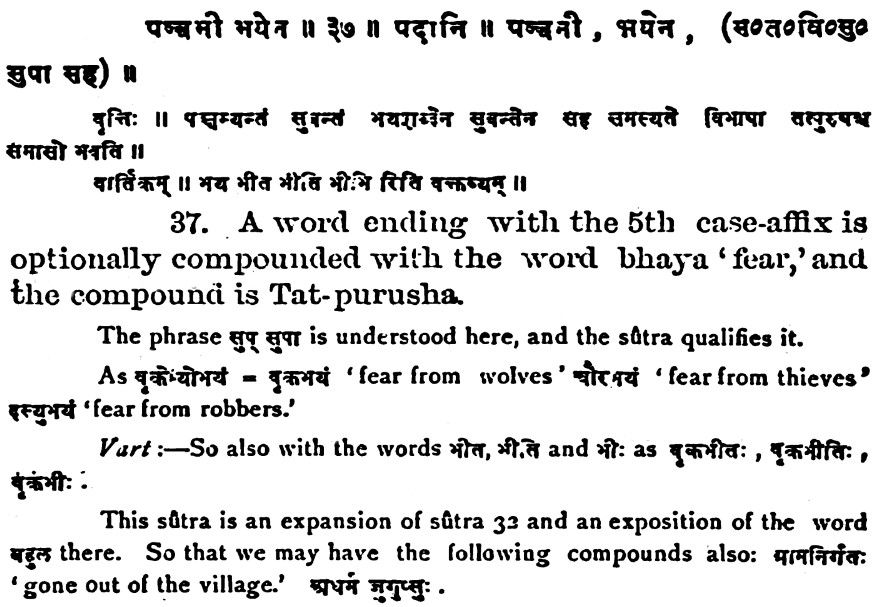 पञ्चमी भयेन ॥ ३७ ॥ पदानि ॥ पञ्चमी, भयेन, (स०त०वि०सु०
सुपा सह) ॥
वृत्तिः ॥ पञ्चम्यन्तं सुबन्तं भयशब्देन सुबन्तेन सह समस्यते विभाषा तत्पुरुषश्च
समासो भवति ॥
वार्तिकम् ॥ भय भीत भीति भीभि रिति वक्तव्यम् ॥
37. A word ending with the 5th case-affix is
optionally compounded with the word bhaya 'fear,' and
the compound is Tat-purusha.
The phrase सुप् सुपा is understood here, and the sûtra qualifies it.
As वृकेभ्योभयं = वृकभयं 'fear from wolves' चौरभयं 'fear from thieves'
दस्युभयं 'fear from robbers.'
Vart :—So also with the words भीत, भीति and भीः as वृकभीतः, वृकभीतिः,
वृकभीः .
This sûtra is an expansion of sûtra 32 and an exposition of the word
बहुल there. So that we may have the following compounds also: ग्रामनिर्गतः
'gone out of the village.' अधर्म जुगुप्सुः .